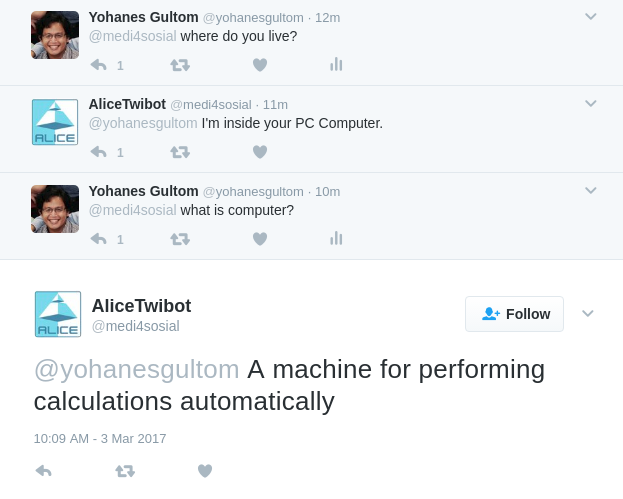 Yohanes Gultom @yohanesgultom · 12m
@medi4sosial where do you live?
1
AliceTwibot @medi4sosial · 11m
@yohanesgultom I'm inside your PC Computer.
ALICE
1
Yohanes Gultom @yohanesgultom · 10m
@medi4sosial what is computer?
1
AliceTwibot
Follow
@medi4sosial
ALICE
@yohanesgultom A machine for performing
calculations automatically
10:09 AM - 3 Mar 2017